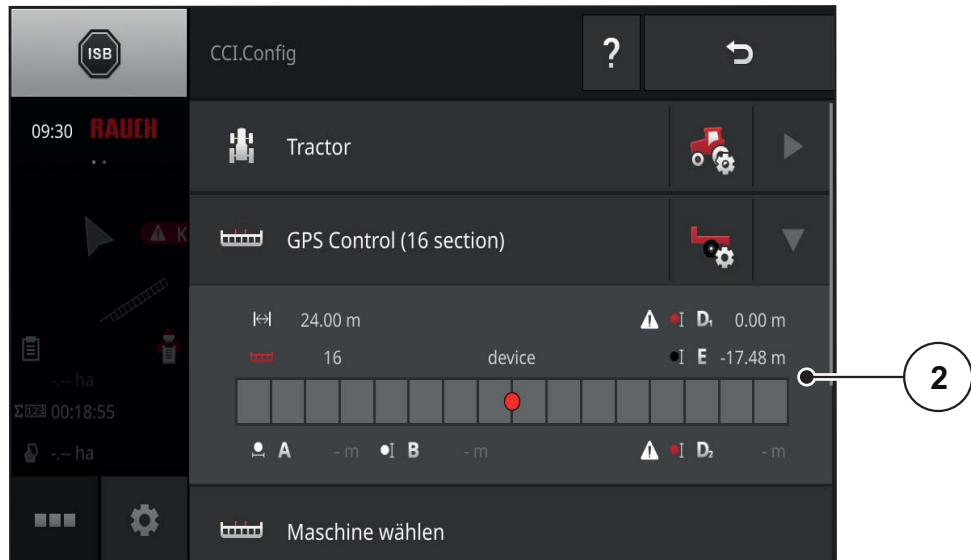 ISB
CCI.Config
?
09:30 RAUCH
Tractor
K
GPS Control (16 section)
24.00 m
D₁ 0.00 m
16
device
E -17.48 m
-,-- ha
Σ123 00:18:55
-,-- ha
A - m
B - m
D₂ - m
Maschine wählen
2